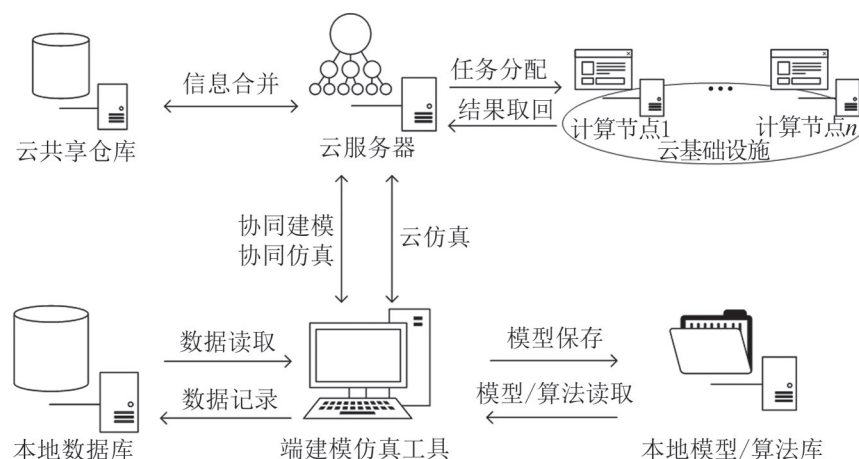 信息合并
任务分配
结果取回
计算节点1
…
计算节点n
云基础设施
云共享仓库
云服务器
协同建模
协同仿真
云仿真
数据读取
数据记录
模型保存
模型/算法读取
本地数据库
端建模仿真工具
本地模型/算法库